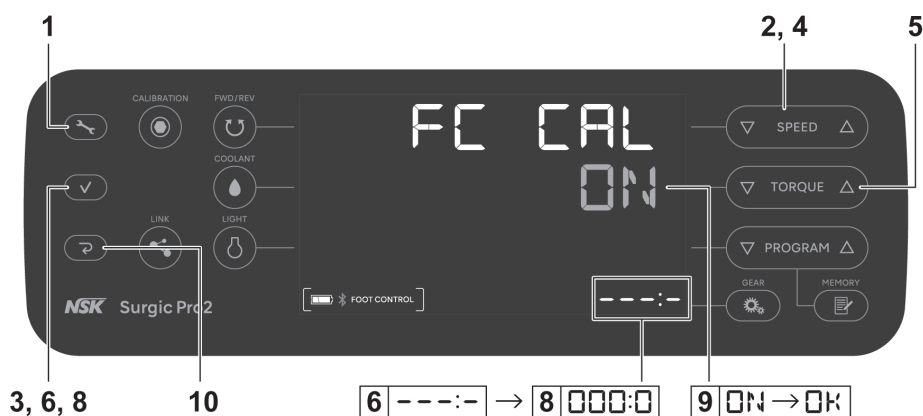 1
2, 4
5
CALIBRATION
FWD/REV
FC CAL
SPEED
COOLANT
ON
TORQUE
LINK
LIGHT
PROGRAM
GEAR
MEMORY
NSK Surgic Pro2
FOOT CONTROL
---:-
3, 6, 8
10
6 ---:- → 8 000:0
9 ON → OK